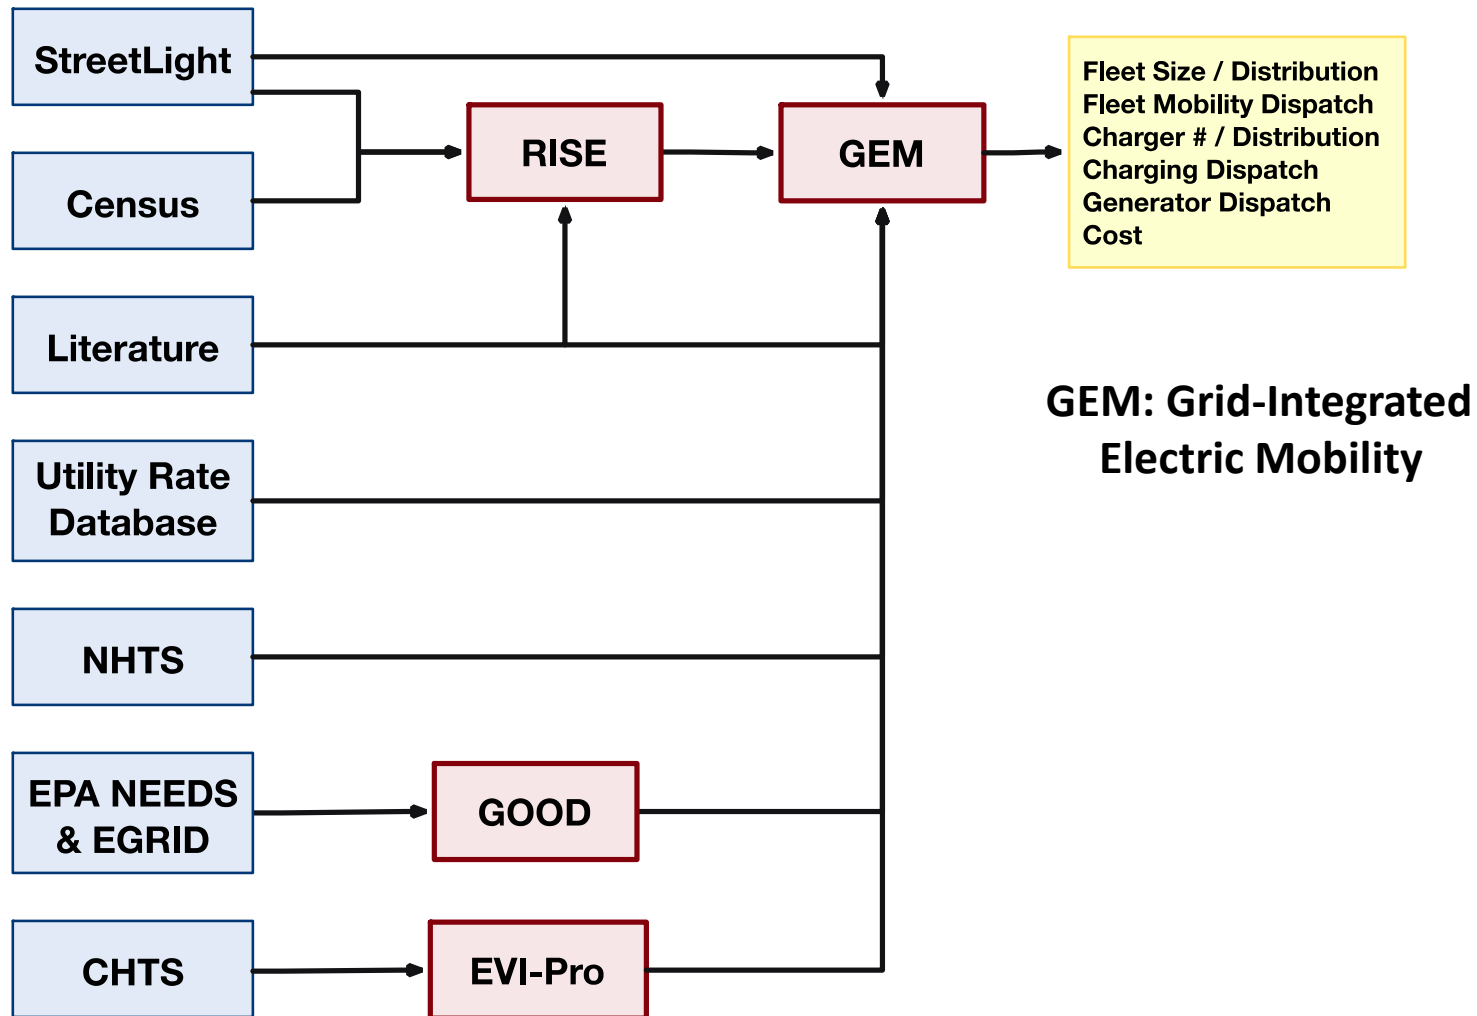 StreetLight
Census
Literature
Utility Rate
Database
NHTS
EPA NEEDS
& EGRID
CHTS
RISE
GEM
GOOD
EVI-Pro
Fleet Size / Distribution
Fleet Mobility Dispatch
Charger # / Distribution
Charging Dispatch
Generator Dispatch
Cost
GEM: Grid-Integrated
Electric Mobility